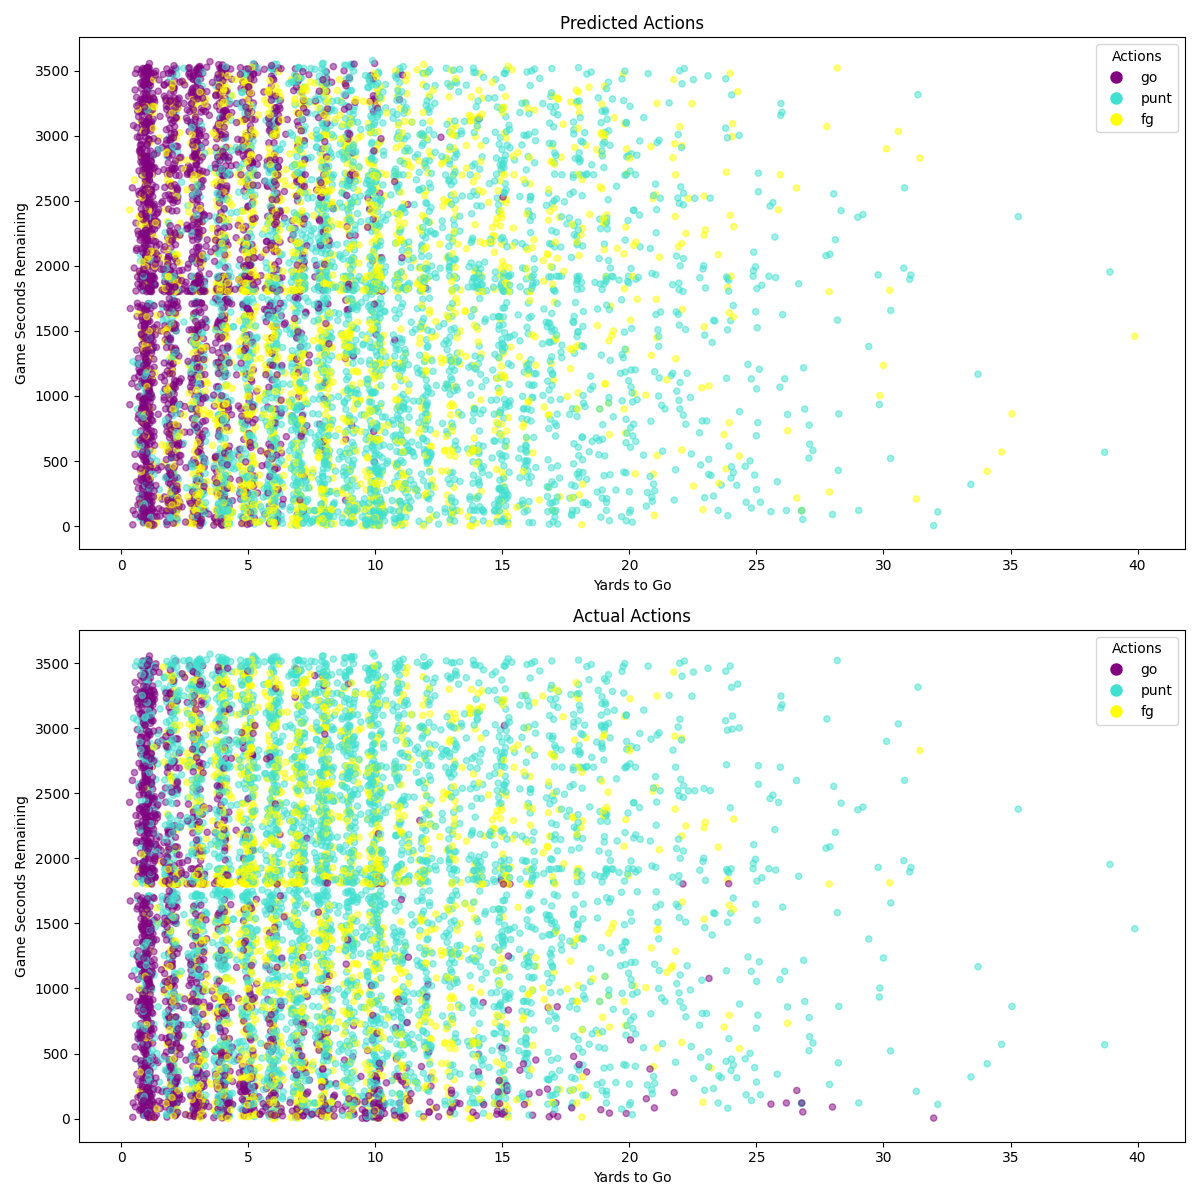 Predicted Actions
Game Seconds Remaining
3500
3000
2500
2000
1500
1000
500
0
Actions
go
punt
fg
0 5 10 15 20 25 30 35 40
Yards to Go
Actual Actions
Game Seconds Remaining
3500
3000
2500
2000
1500
1000
500
0
Actions
go
punt
fg
0 5 10 15 20 25 30 35 40
Yards to Go